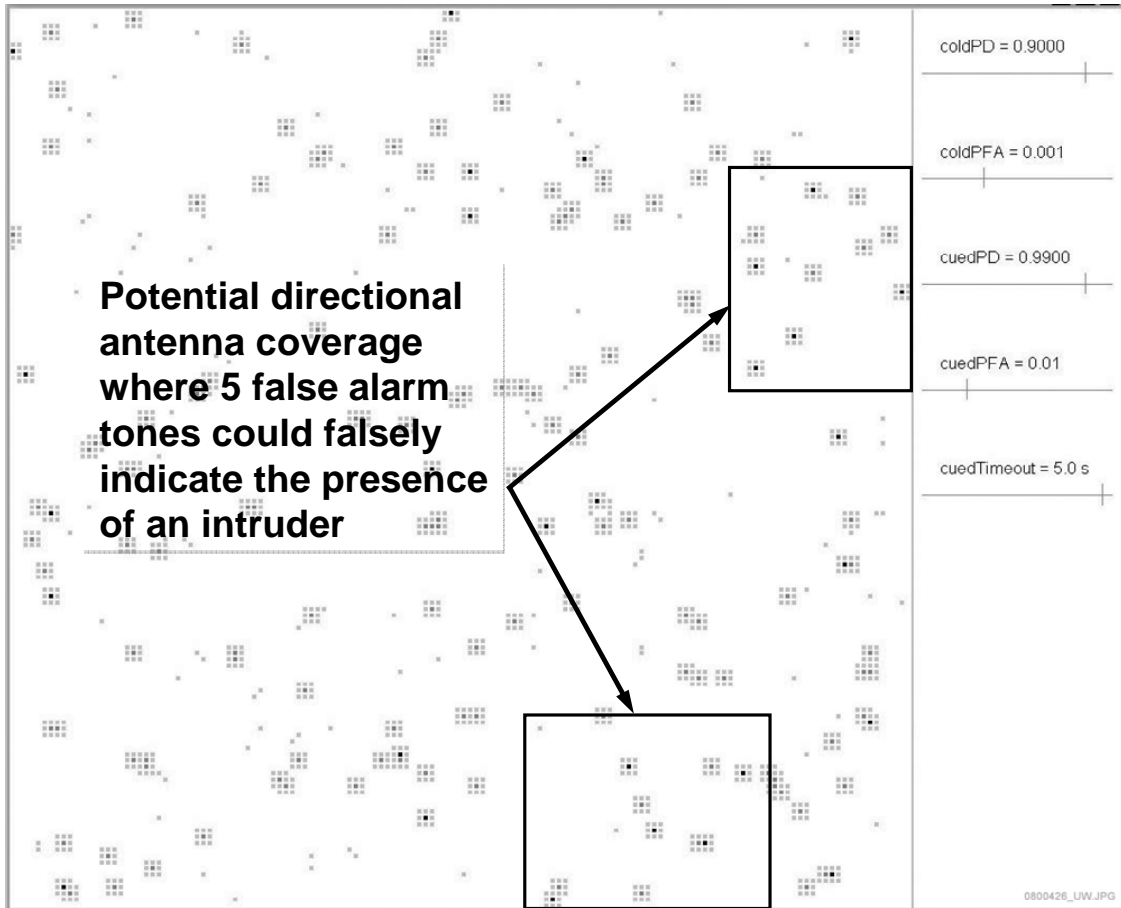 Potential directional
antenna coverage
where 5 false alarm
tones could falsely
indicate the presence
of an intruder
coldPD = 0.9000
coldPFA = 0.001
cuedPD = 0.9900
cuedPFA = 0.01
cuedTimeout = 5.0 s
0800426_UW.JPG